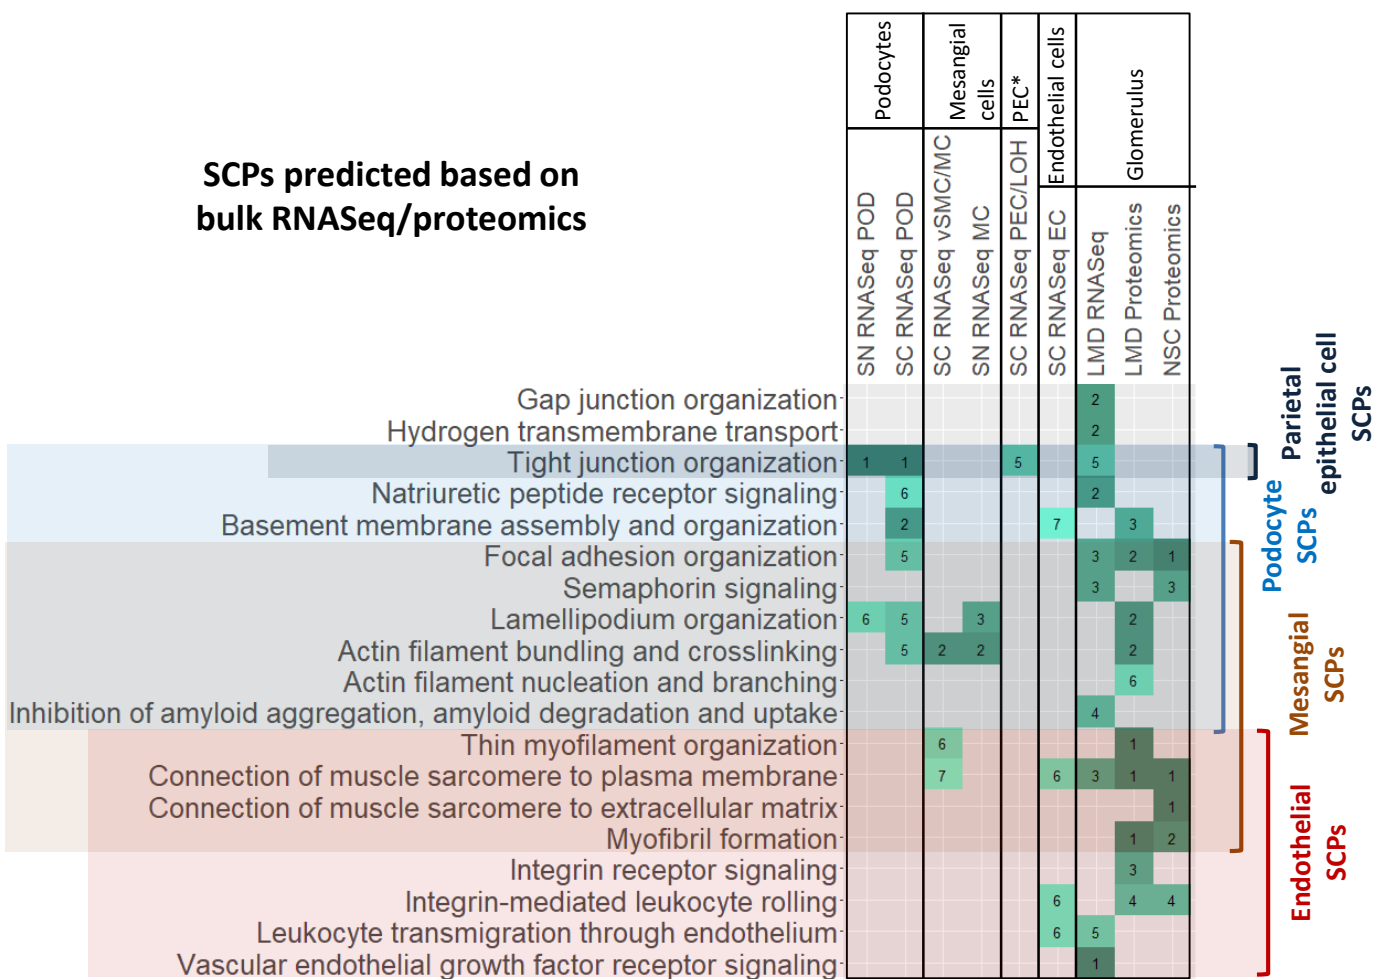 SCPs predicted based on
bulk RNASeq/proteomics
Podocytes
Mesangial
cells
PEC*
Endothelial cells
Glomerulus
SN RNASeq POD
SC RNASeq POD
SC RNASeq vSMC/MC
SN RNASeq MC
SC RNASeq PEC/LOH
SC RNASeq EC
LMD RNASeq
LMD Proteomics
NSC Proteomics
Gap junction organization 2
Hydrogen transmembrane transport 2
Tight junction organization 1 1 5 5
Natriuretic peptide receptor signaling 6 2
Basement membrane assembly and organization 2 7 3
Focal adhesion organization 5 3 2 1
Semaphorin signaling 3 3
Lamellipodium organization 6 5 3 2
Actin filament bundling and crosslinking 5 2 2 2
Actin filament nucleation and branching 6
Inhibition of amyloid aggregation, amyloid degradation and uptake 4
Thin myofilament organization 6 1
Connection of muscle sarcomere to plasma membrane 7 6 3 1 1
Connection of muscle sarcomere to extracellular matrix 1
Myofibril formation 1 2
Integrin receptor signaling 3
Integrin-mediated leukocyte rolling 6 4 4
Leukocyte transmigration through endothelium 6 5
Vascular endothelial growth factor receptor signaling 1
Parietal
epithelial cell
SCPs
Podocyte
SCPs
Mesangial
SCPs
Endothelial
SCPs